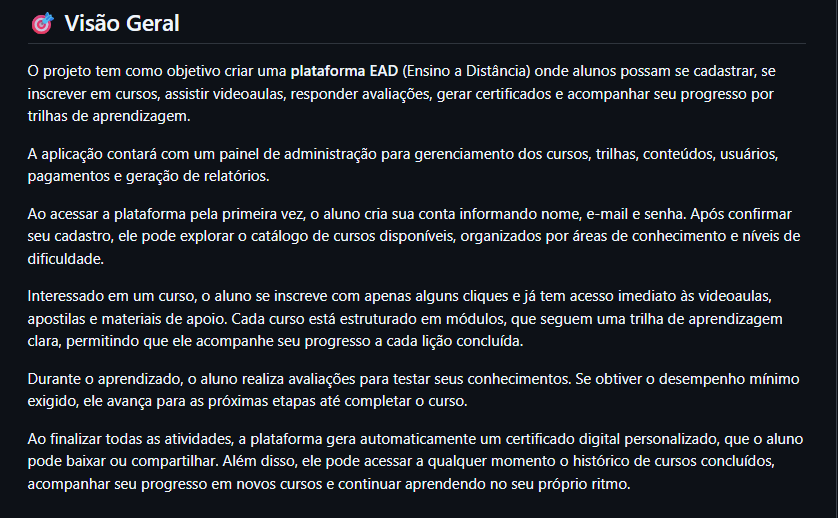 🎯 Visão Geral
O projeto tem como objetivo criar uma plataforma EAD (Ensino a Distância) onde alunos possam se cadastrar, se
inscrever em cursos, assistir videoaulas, responder avaliações, gerar certificados e acompanhar seu progresso por
trilhas de aprendizagem.
A aplicação contará com um painel de administração para gerenciamento dos cursos, trilhas, conteúdos, usuários,
pagamentos e geração de relatórios.
Ao acessar a plataforma pela primeira vez, o aluno cria sua conta informando nome, e-mail e senha. Após confirmar
seu cadastro, ele pode explorar o catálogo de cursos disponíveis, organizados por áreas de conhecimento e níveis de
dificuldade.
Interessado em um curso, o aluno se inscreve com apenas alguns cliques e já tem acesso imediato às videoaulas,
apostilas e materiais de apoio. Cada curso está estruturado em módulos, que seguem uma trilha de aprendizagem
clara, permitindo que ele acompanhe seu progresso a cada lição concluída.
Durante o aprendizado, o aluno realiza avaliações para testar seus conhecimentos. Se obtiver o desempenho mínimo
exigido, ele avança para as próximas etapas até completar o curso.
Ao finalizar todas as atividades, a plataforma gera automaticamente um certificado digital personalizado, que o aluno
pode baixar ou compartilhar. Além disso, ele pode acessar a qualquer momento o histórico de cursos concluídos,
acompanhar seu progresso em novos cursos e continuar aprendendo no seu próprio ritmo.